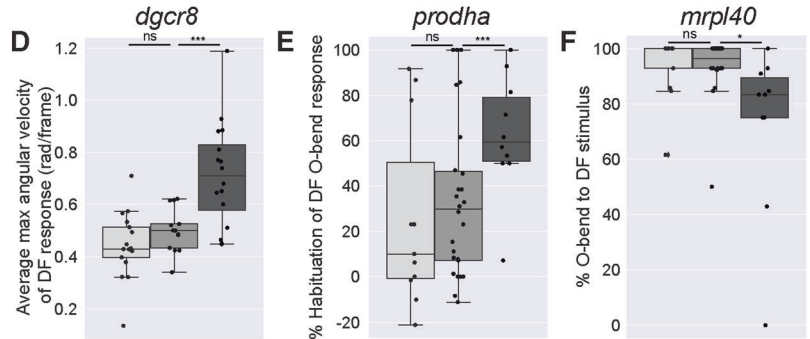 D
dgcr8
ns
***
Average max angular velocity
of DF response (rad/frame)
1.2
1.0
0.8
0.6
0.4
0.2
E
prodha
ns
***
% Habituation of DF O-bend response
100
80
60
40
20
0
-20
F
mrpl40
ns
*
% O-bend to DF stimulus
100
80
60
40
20
0